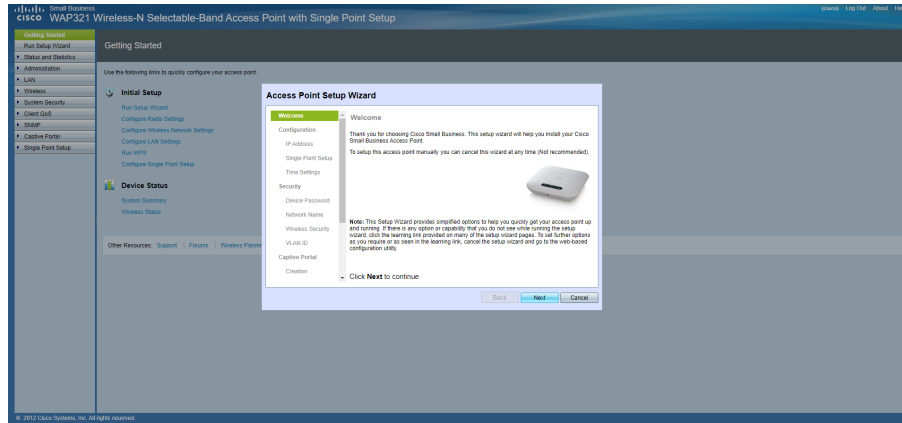 Small Business
CISCO WAP321 Wireless-N Selectable-Band Access Point with Single Point Setup
(cisco) Log Out About He
Getting Started
Run Setup Wizard
Status and Statistics
Administration
LAN
Wireless
System Security
Client QoS
SNMP
Captive Portal
Single Point Setup
Getting Started
Use the following links to quickly configure your access point.
Initial Setup
Run Setup Wizard
Configure Radio Settings
Configure Wireless Network Settings
Configure LAN Settings
Run WPS
Configure Single Point Setup
Device Status
System Summary
Wireless Status
Other Resources: Support | Forums | Wireless Plannin
Access Point Setup Wizard
Welcome
Configuration
IP Address
Single Point Setup
Time Settings
Security
Device Password
Network Name
Wireless Security
VLAN ID
Captive Portal
Creation
Welcome
Thank you for choosing Cisco Small Business. This setup wizard will help you install your Cisco
Small Business Access Point.
To setup this access point manually you can cancel this wizard at any time (Not recommended).
Note: This Setup Wizard provides simplified options to help you quickly get your access point up
and running. If there is any option or capability that you do not see while running the setup
wizard, click the learning link provided on many of the setup wizard pages. To set further options
as you require or as seen in the learning link, cancel the setup wizard and go to the web-based
configuration utility.
Click Next to continue
Back Next Cancel
© 2012 Cisco Systems, Inc. All rights reserved.